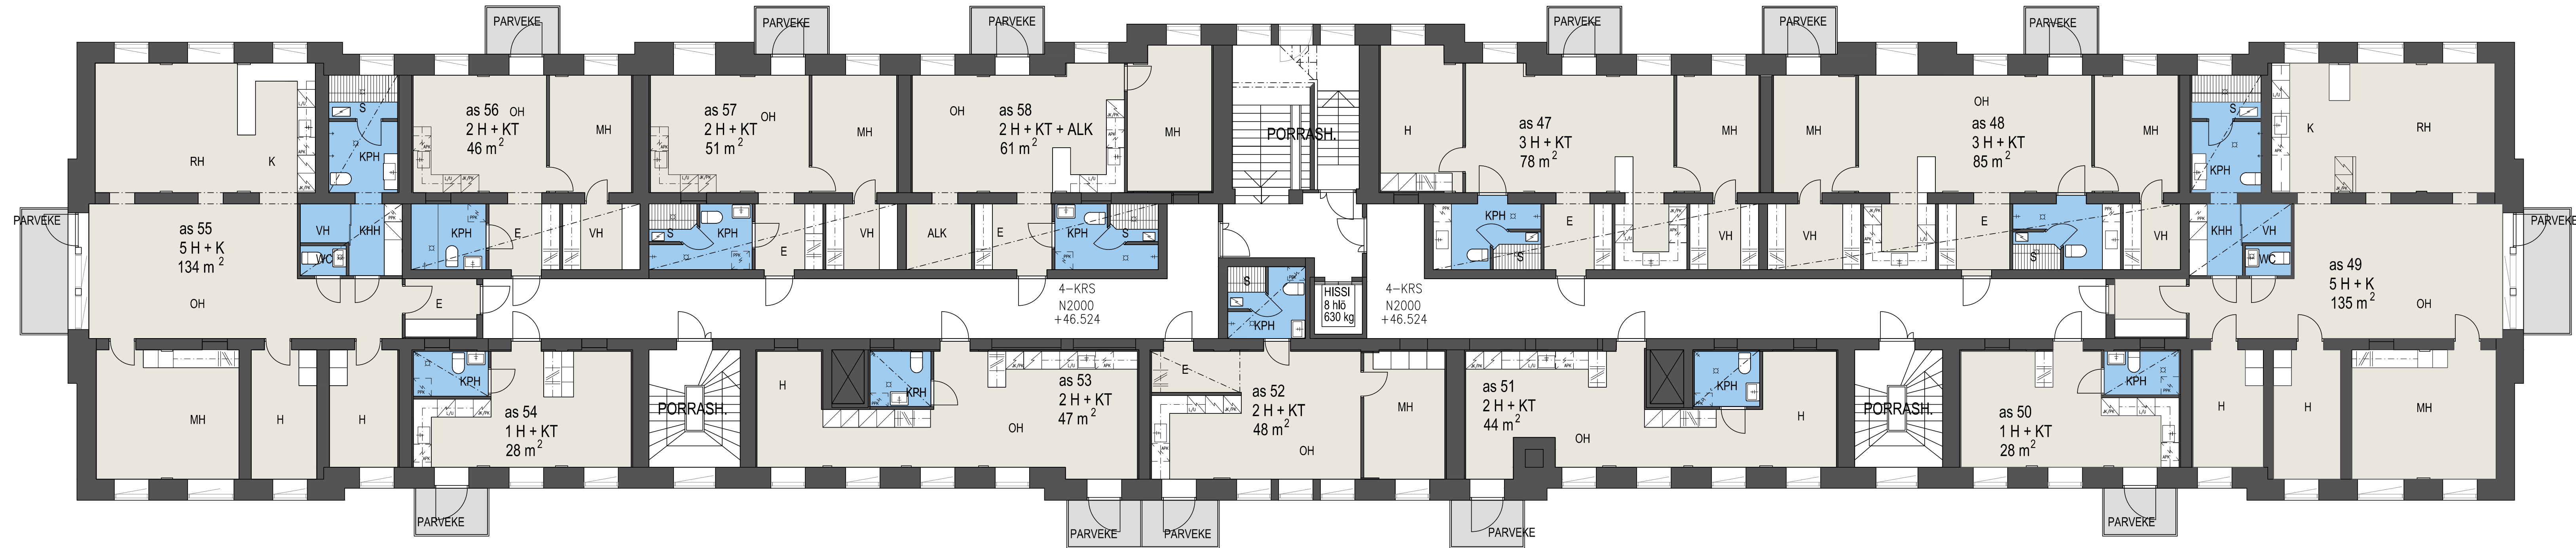 PARVEKE
PARVEKE
PARVEKE
PARVEKE
PARVEKE
PARVEKE
PARVEKE
RH
K
S
KPH
as 56
2 H + KT
46 m²
OH
MH
as 57
2 H + KT
51 m²
OH
MH
OH
as 58
2 H + KT + ALK
61 m²
MH
PORRASH.
H
as 47
3 H + KT
78 m²
MH
MH
OH
as 48
3 H + KT
85 m²
MH
S
KPH
K
RH
as 55
5 H + K
134 m²
OH
VH
KHH
WC
E
KPH
E
VH
S
KPH
E
VH
ALK
E
KPH
S
4-KRS
N2000
+46.524
S
KPH
HISSI
8 hlö
630 kg
4-KRS
N2000
+46.524
KPH
S
E
VH
VH
E
S
VH
KHH
VH
WC
as 49
5 H + K
135 m²
OH
PARVEKE
MH
H
H
KPH
as 54
1 H + KT
28 m²
PORRASH.
H
KPH
OH
as 53
2 H + KT
47 m²
E
as 52
2 H + KT
48 m²
OH
MH
as 51
2 H + KT
44 m²
OH
KPH
H
PORRASH.
as 50
1 H + KT
28 m²
KPH
H
H
MH
PARVEKE
PARVEKE
PARVEKE
PARVEKE
PARVEKE